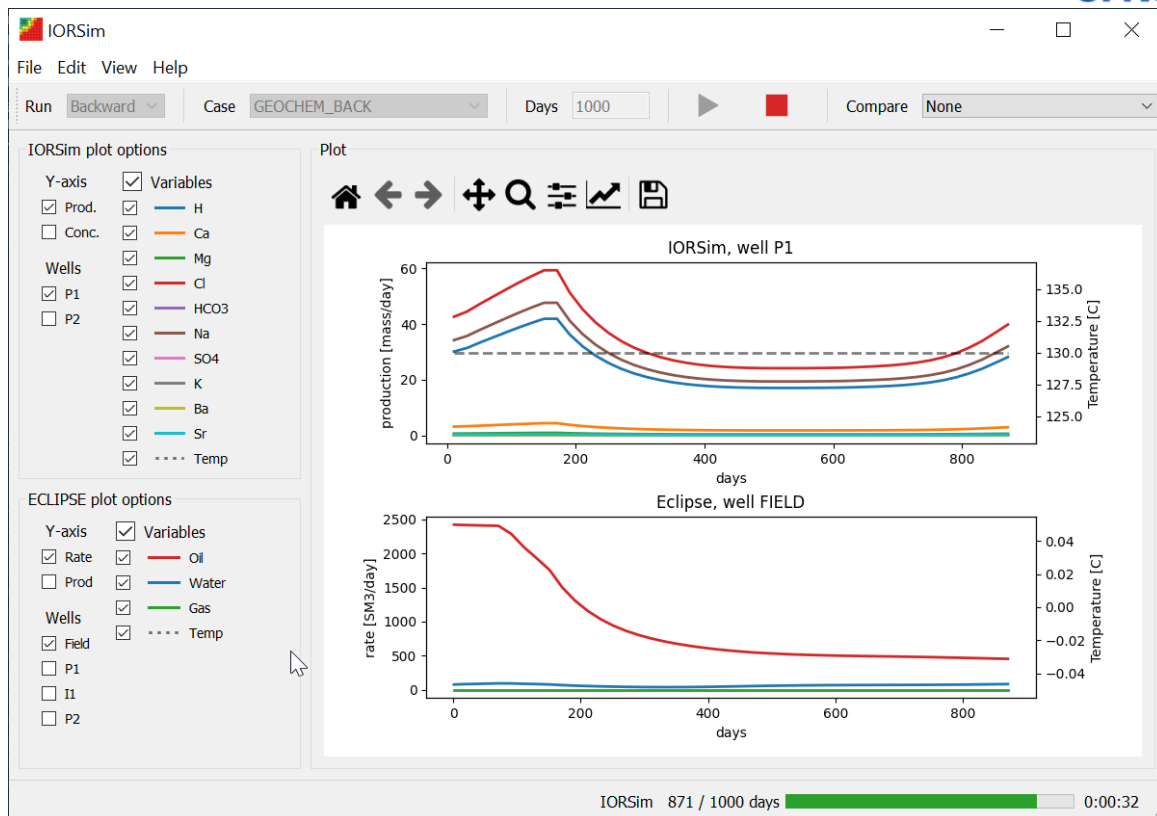 IORSim
File Edit View Help
Run Backward Case GEOCHEM_BACK Days 1000 Compare None
IORSim plot options
Y-axis Variables
Prod. H
Conc. Ca
Mg
Wells
Cl
P1
HCO3
P2
Na
SO4
K
Ba
Sr
Temp
ECLIPSE plot options
Y-axis Variables
Rate Oil
Prod Water
Gas
Wells
Temp
Field
P1
I1
P2
Plot
IORSim, well P1
60
40
20
0
production [mass/day]
135.0
132.5
130.0
127.5
125.0
Temperature [C]
0 200 400 600 800
days
Eclipse, well FIELD
2500
2000
1500
1000
500
0
rate [SM3/day]
0.04
0.02
0.00
−0.02
−0.04
Temperature [C]
0 200 400 600 800
days
IORSim 871 / 1000 days 0:00:32